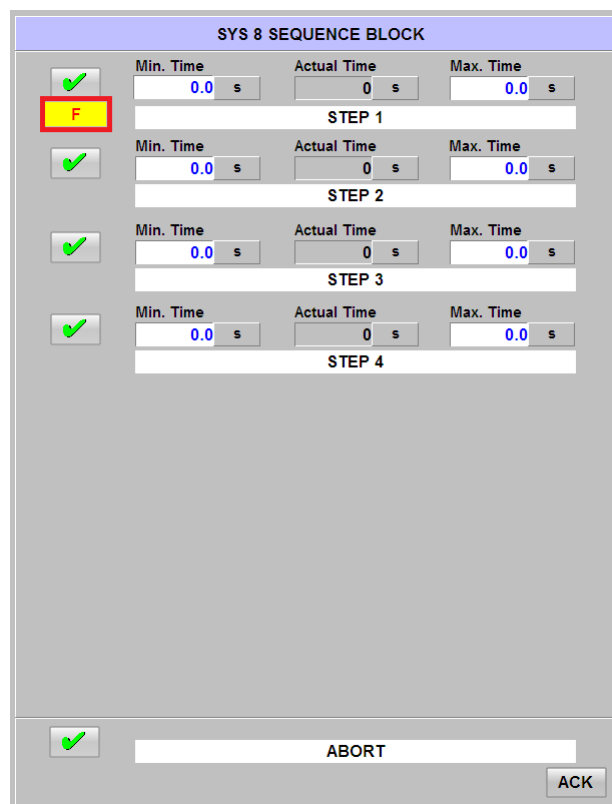 SYS 8 SEQUENCE BLOCK
Min. Time Actual Time Max. Time
0.0 s 0 s 0.0 s
F STEP 1
Min. Time Actual Time Max. Time
0.0 s 0 s 0.0 s
STEP 2
Min. Time Actual Time Max. Time
0.0 s 0 s 0.0 s
STEP 3
Min. Time Actual Time Max. Time
0.0 s 0 s 0.0 s
STEP 4
ABORT
ACK